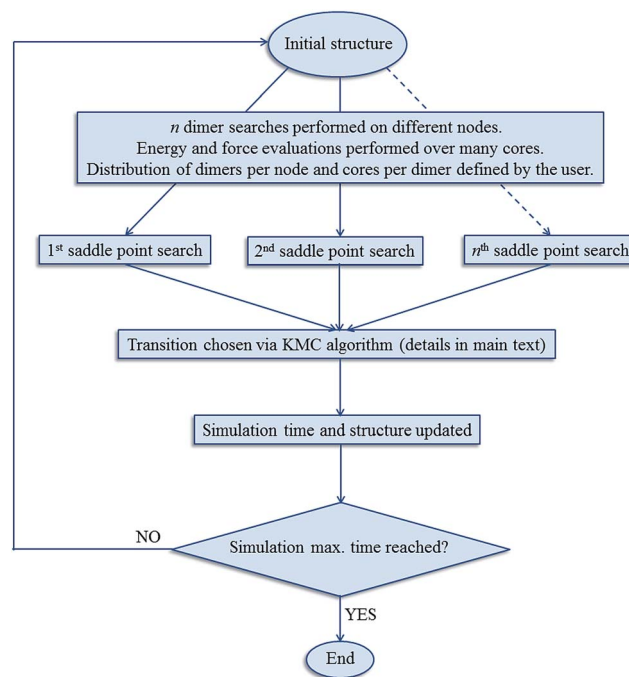 Initial structure
n dimer searches performed on different nodes.
Energy and force evaluations performed over many cores.
Distribution of dimers per node and cores per dimer defined by the user.
1st saddle point search
2nd saddle point search
nth saddle point search
Transition chosen via KMC algorithm (details in main text)
Simulation time and structure updated
NO
Simulation max. time reached?
YES
End